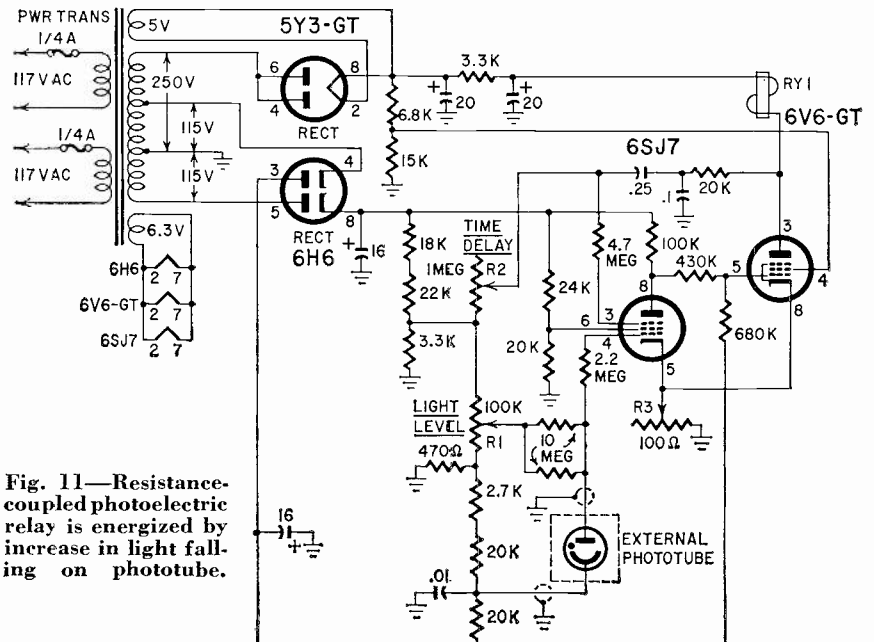 PWR TRANS
1/4A
117V AC
1/4A
117VAC
5V
250V
115V
115V
6.3V
6H6
2 7
6V6-GT
2 7
6SJ7
2 7
5Y3-GT
6
4
8
2
RECT
3
5
4
8
RECT
6H6
16
3.3K
20
20
6.8K
15K
RY1
6V6-GT
6SJ7
.25
.1
20K
18K
22K
3.3K
TIME
DELAY
1MEG
R2
24K
20K
4.7
MEG
100K
430K
680K
8
3
6
4
5
3
5
4
8
2.2
MEG
R3
100Ω
LIGHT
LEVEL
100K
R1
470Ω
10
MEG
2.7K
20K
.01
20K
16
EXTERNAL
PHOTOTUBE
Fig. 11—Resistance-
coupled photoelectric
relay is energized by
increase in light fall-
ing on phototube.